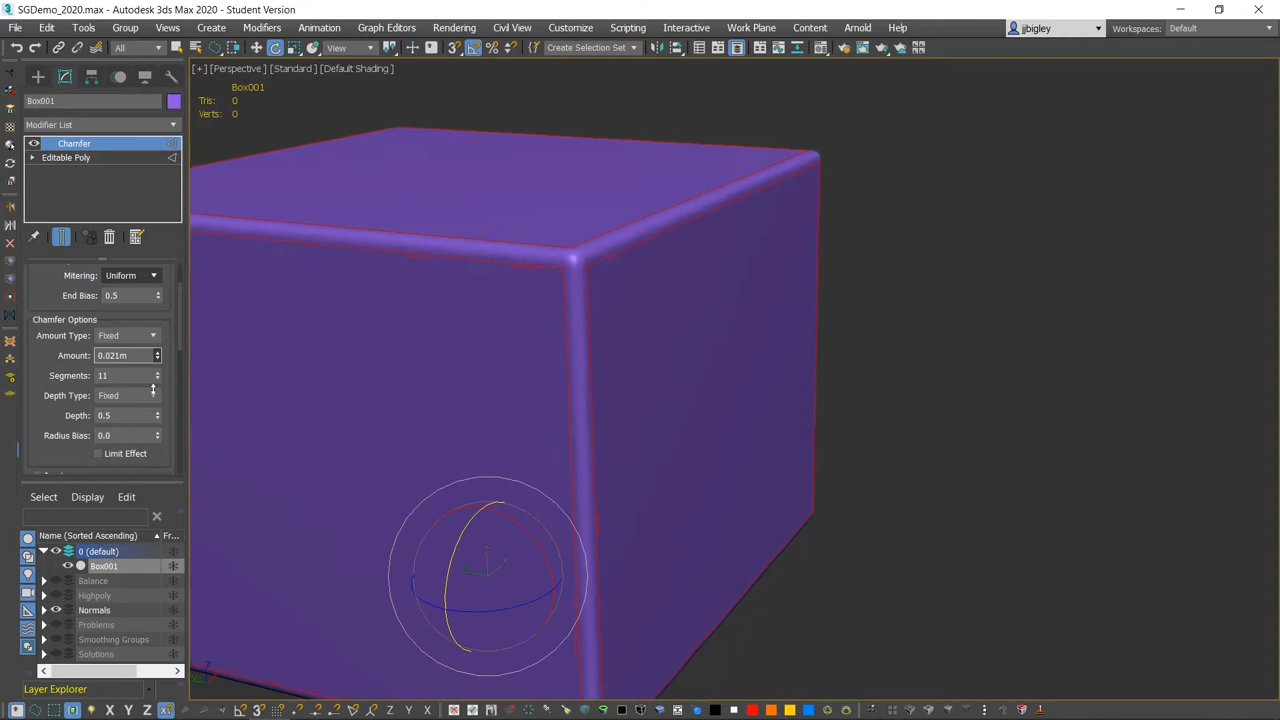 SGDemo_2020.max - Autodesk 3ds Max 2020 - Student Version
File Edit Tools Group Views Create Modifiers Animation Graph Editors Rendering Civil View Customize Scripting Interactive Max Creation Graph Content Arnold Help
jjbigley Workspaces: Default
All View Create Selection Set
[+] [Perspective] [Standard] [Default Shading]
Box001
Tris: 0
Verts: 0
Box001
Modifier List
Chamfer
Editable Poly
Mitering: Uniform
End Bias: 0.5
Chamfer Options
Amount Type: Fixed
Amount: 0.021m
Segments: 11
Depth Type: Fixed
Depth: 0.5
Radius Bias: 0.0
Limit Effect
Select Display Edit
Name (Sorted Ascending) Fr...
0 (default)
Box001
Balance
Highpoly
Normals
Problems
Smoothing Groups
Solutions
Layer Explorer
X Y Z XY